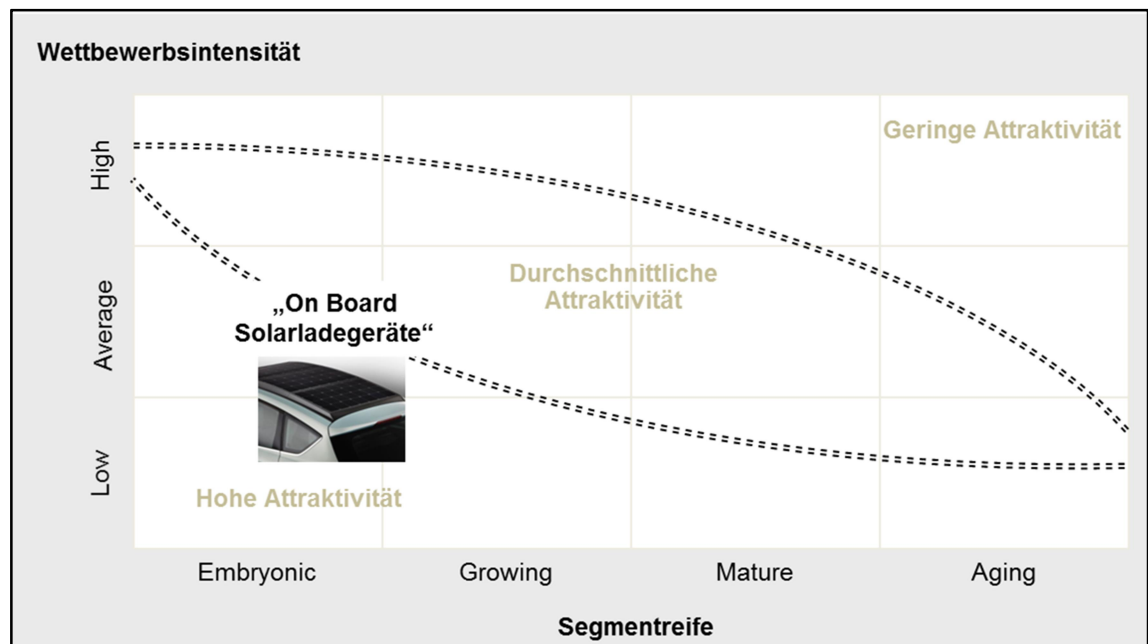 Wettbewerbsintensität
Geringe Attraktivität
High
Durchschnittliche
Attraktivität
Average
„On Board
Solarladegeräte“
Low
Hohe Attraktivität
Embryonic
Growing
Mature
Aging
Segmentreife